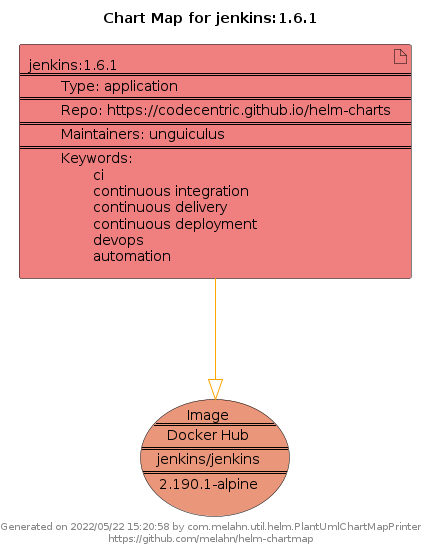 Chart Map for jenkins:1.6.1
jenkins:1.6.1
Type: application
Repo: https://codecentric.github.io/helm-charts
Maintainers: unguiculus
Keywords:
ci
continuous integration
continuous delivery
continuous deployment
devops
automation
Image
Docker Hub
jenkins/jenkins
2.190.1-alpine
Generated on 2022/05/22 15:20:58 by com.melahn.util.helm.PlantUmlChartMapPrinter
https://github.com/melahn/helm-chartmap